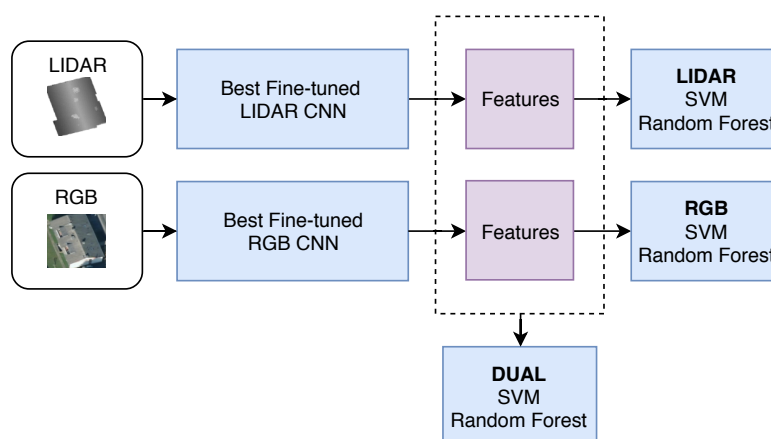 LIDAR
Best Fine-tuned
LIDAR CNN
Features
LIDAR
SVM
Random Forest
RGB
Best Fine-tuned
RGB CNN
Features
RGB
SVM
Random Forest
DUAL
SVM
Random Forest